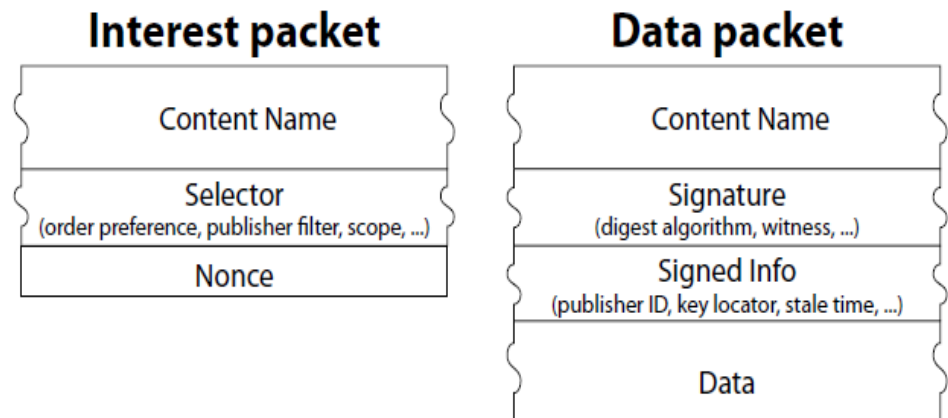 Interest packet
Content Name
Selector
(order preference, publisher filter, scope, ...)
Nonce
Data packet
Content Name
Signature
(digest algorithm, witness, ...)
Signed Info
(publisher ID, key locator, stale time, ...)
Data